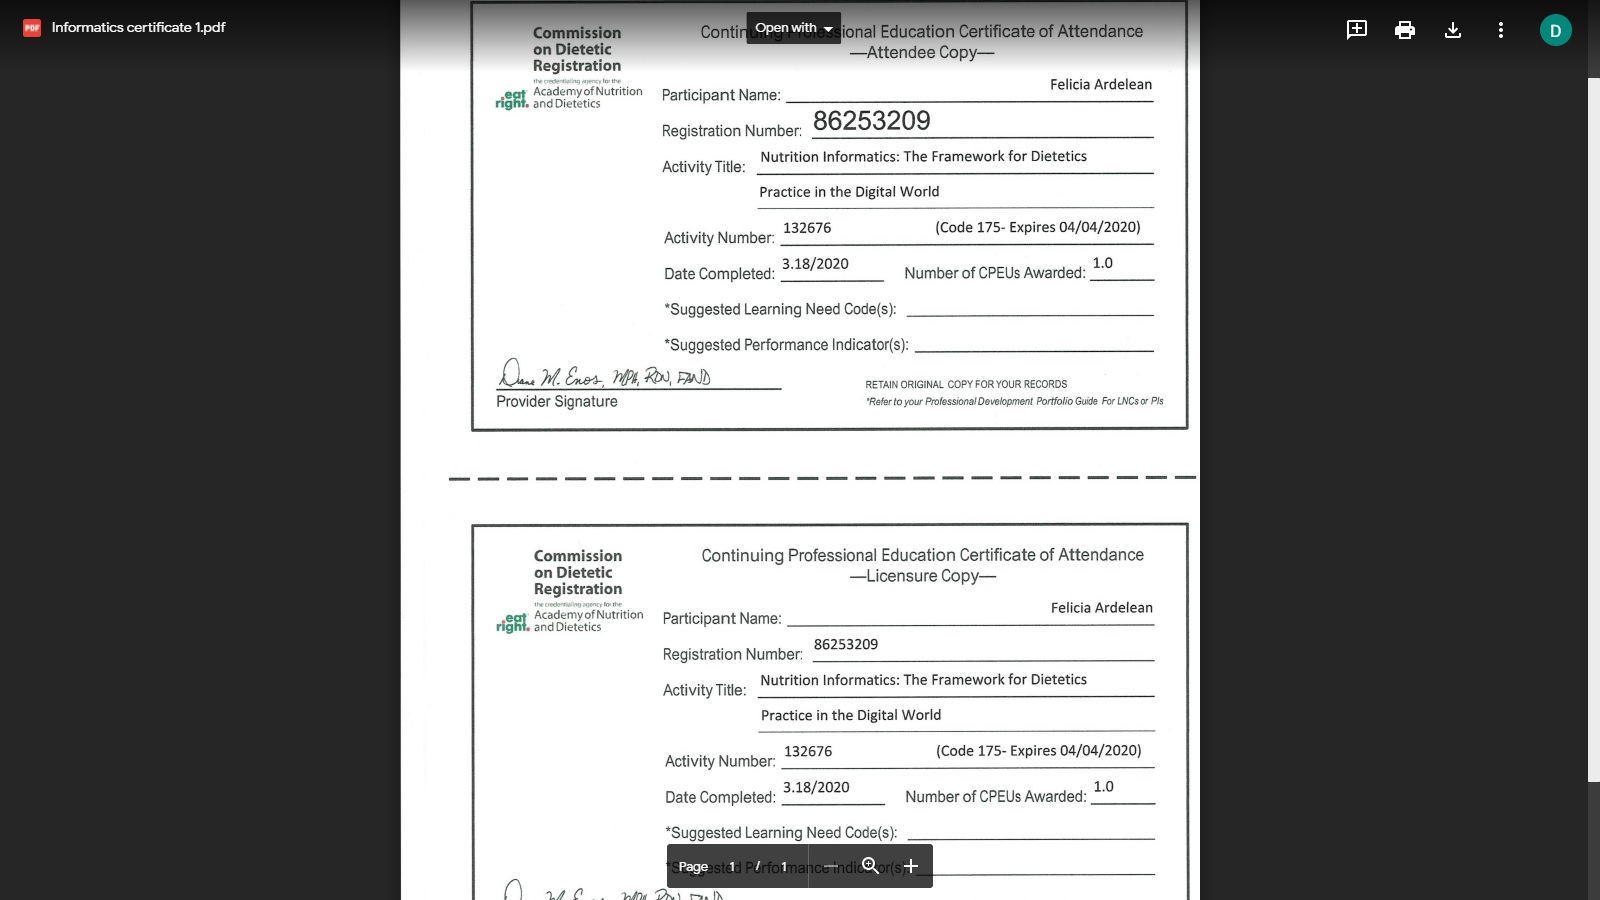 Informatics certificate 1.pdf
Open with
D
Commission
on Dietetic
Registration
the credentialing agency for the
eat right. Academy of Nutrition
and Dietetics
Continuing Professional Education Certificate of Attendance
—Attendee Copy—
Participant Name: Felicia Ardelean
Registration Number: 86253209
Activity Title: Nutrition Informatics: The Framework for Dietetics
Practice in the Digital World
Activity Number: 132676 (Code 175- Expires 04/04/2020)
Date Completed: 3.18/2020 Number of CPEUs Awarded: 1.0
*Suggested Learning Need Code(s):
*Suggested Performance Indicator(s):
Diane M. Enos, MPH, RDN, FAND
Provider Signature
RETAIN ORIGINAL COPY FOR YOUR RECORDS
*Refer to your Professional Development Portfolio Guide For LNCs or PIs
Commission
on Dietetic
Registration
the credentialing agency for the
eat right. Academy of Nutrition
and Dietetics
Continuing Professional Education Certificate of Attendance
—Licensure Copy—
Participant Name: Felicia Ardelean
Registration Number: 86253209
Activity Title: Nutrition Informatics: The Framework for Dietetics
Practice in the Digital World
Activity Number: 132676 (Code 175- Expires 04/04/2020)
Date Completed: 3.18/2020 Number of CPEUs Awarded: 1.0
*Suggested Learning Need Code(s):
*Suggested Performance Indicator(s):
Page 1 / 1